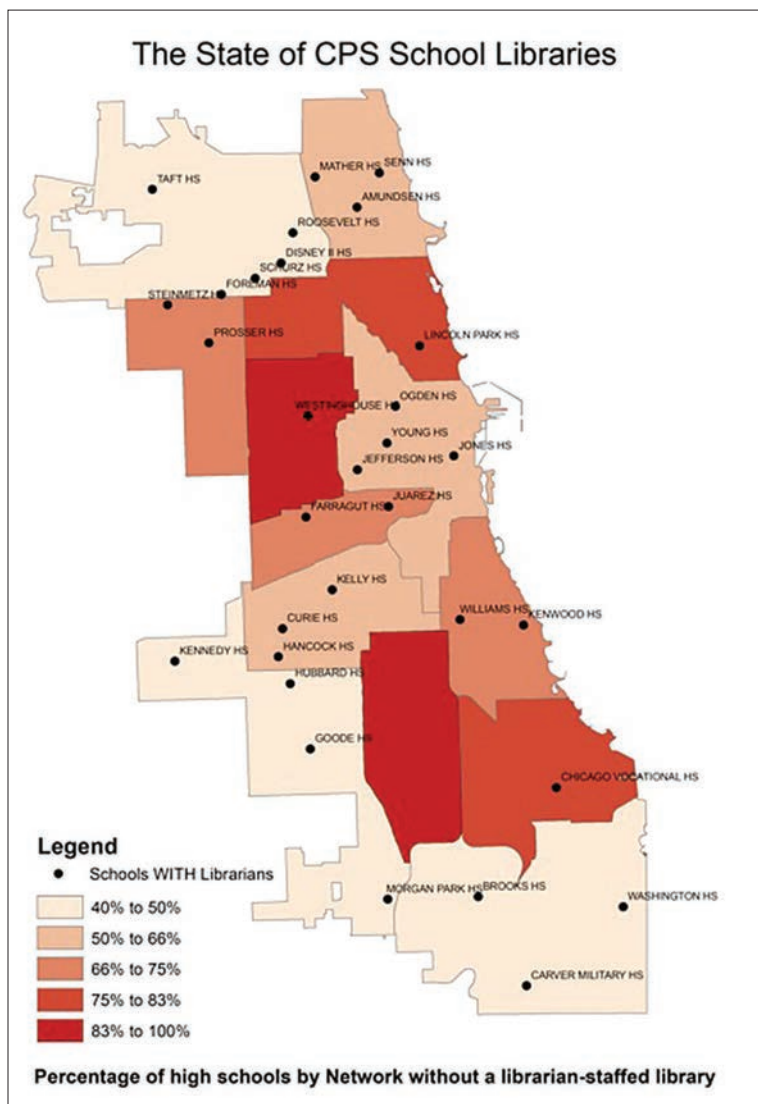 The State of CPS School Libraries
TAFT HS
MATHER HS
SENN HS
AMUNDSEN HS
ROOSEVELT HS
DISNEY II HS
SCHURZ HS
FOREMAN HS
STEINMETZ H
PROSSER HS
LINCOLN PARK HS
OGDEN HS
WESTINGHOUSE H
YOUNG HS
JONES HS
JEFFERSON HS
JUAREZ HS
FARRAGUT HS
KELLY HS
WILLIAMS HS
KENWOOD HS
CURIE HS
HANCOCK HS
KENNEDY HS
HUBBARD HS
GOODE HS
CHICAGO VOCATIONAL HS
MORGAN PARK HS
BROOKS HS
WASHINGTON HS
CARVER MILITARY HS
Legend
Schools WITH Librarians
40% to 50%
50% to 66%
66% to 75%
75% to 83%
83% to 100%
Percentage of high schools by Network without a librarian-staffed library